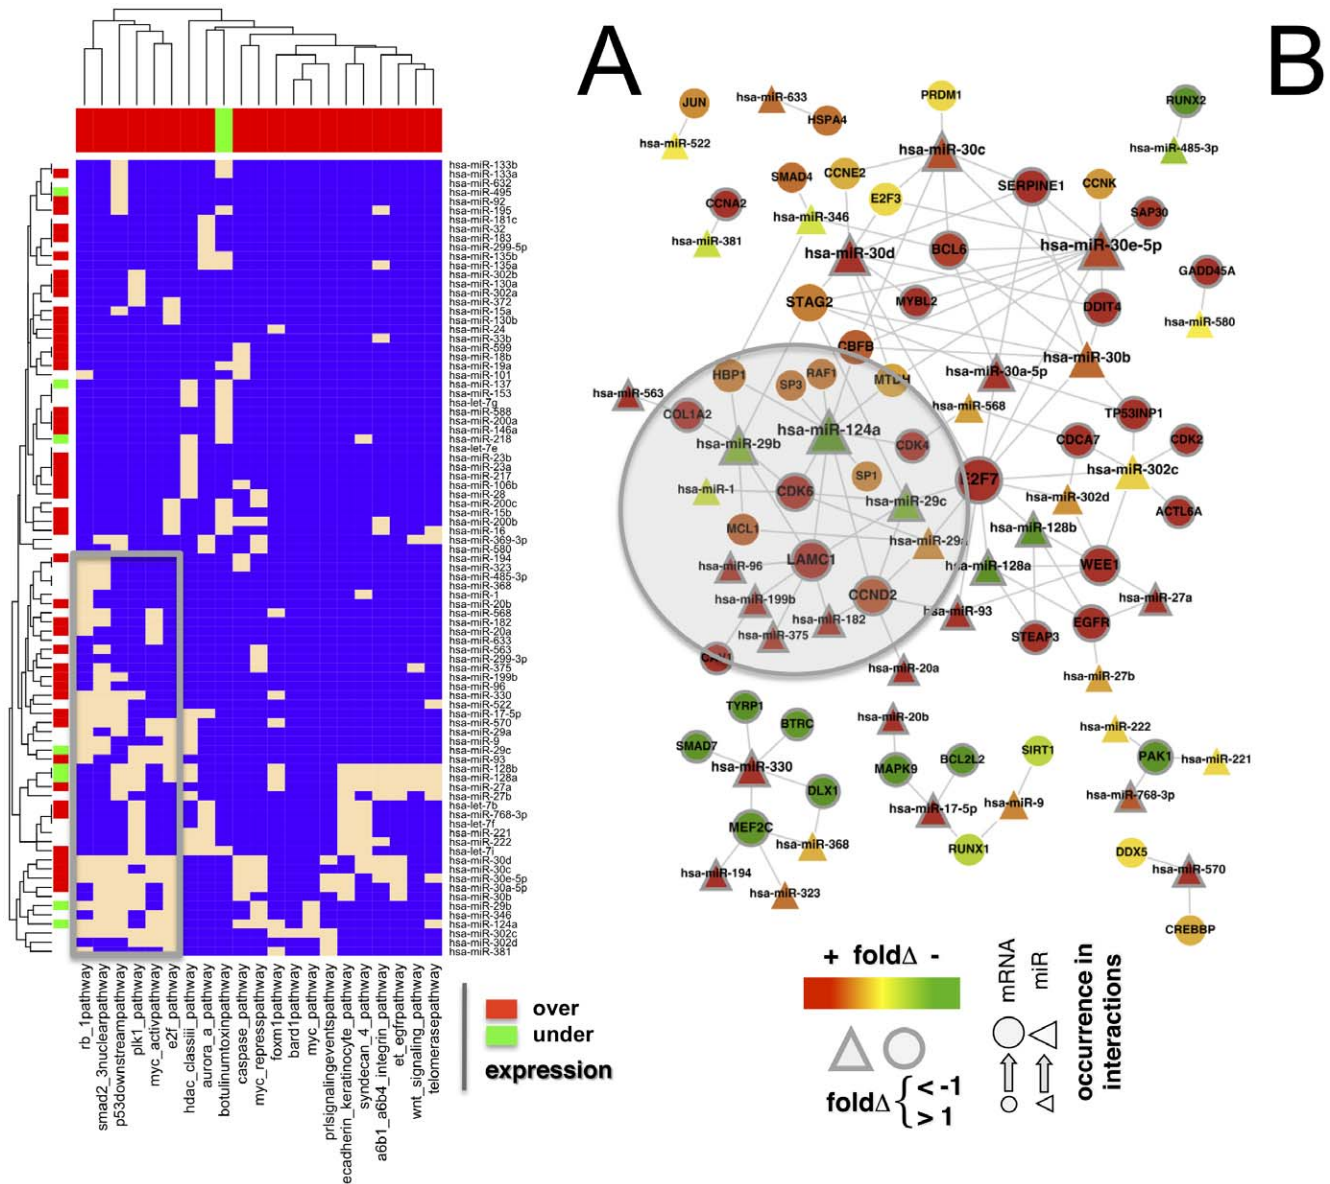 A
B
hsa-miR-133b
hsa-miR-133a
hsa-miR-632
hsa-miR-495
hsa-miR-92
hsa-miR-195
hsa-miR-181c
hsa-miR-32
hsa-miR-183
hsa-miR-299-5p
hsa-miR-135b
hsa-miR-135a
hsa-miR-302b
hsa-miR-130a
hsa-miR-302a
hsa-miR-372
hsa-miR-15a
hsa-miR-130b
hsa-miR-24
hsa-miR-33b
hsa-miR-599
hsa-miR-18b
hsa-miR-19a
hsa-miR-101
hsa-miR-137
hsa-miR-153
hsa-let-7g
hsa-miR-588
hsa-miR-200a
hsa-miR-146a
hsa-miR-218
hsa-let-7e
hsa-miR-23b
hsa-miR-23a
hsa-miR-217
hsa-miR-106b
hsa-miR-28
hsa-miR-200c
hsa-miR-15b
hsa-miR-200b
hsa-miR-16
hsa-miR-369-3p
hsa-miR-580
hsa-miR-194
hsa-miR-323
hsa-miR-485-3p
hsa-miR-368
hsa-miR-1
hsa-miR-20b
hsa-miR-568
hsa-miR-182
hsa-miR-20a
hsa-miR-633
hsa-miR-563
hsa-miR-299-3p
hsa-miR-375
hsa-miR-199b
hsa-miR-96
hsa-miR-330
hsa-miR-522
hsa-miR-17-5p
hsa-miR-570
hsa-miR-29a
hsa-miR-9
hsa-miR-29c
hsa-miR-93
hsa-miR-128b
hsa-miR-128a
hsa-miR-27a
hsa-miR-27b
hsa-let-7b
hsa-miR-768-3p
hsa-let-7f
hsa-miR-221
hsa-miR-222
hsa-let-7i
hsa-miR-30d
hsa-miR-30c
hsa-miR-30e-5p
hsa-miR-30a-5p
hsa-miR-30b
hsa-miR-29b
hsa-miR-346
hsa-miR-124a
hsa-miR-302c
hsa-miR-302d
hsa-miR-381
rb_1pathway
smad2_3nuclearpathway
p53downstreampathway
plk1_pathway
myc_activpathway
e2f_pathway
hdac_classiii_pathway
aurora_a_pathway
botulinumtoxinpathway
caspase_pathway
myc_represspathway
foxm1pathway
bard1pathway
myc_pathway
prlsignalingeventspathway
ecadherin_keratinocyte_pathway
syndecan_4_pathway
a6b1_a6b4_integrin_pathway
et_egfrpathway
wnt_signaling_pathway
telomerasepathway
over
under
expression
JUN
hsa-miR-522
hsa-miR-633
HSPA4
PRDM1
hsa-miR-30c
RUNX2
hsa-miR-485-3p
SMAD4
CCNE2
E2F3
SERPINE1
CCNK
SAP30
CCNA2
hsa-miR-381
hsa-miR-346
hsa-miR-30d
BCL6
hsa-miR-30e-5p
GADD45A
hsa-miR-580
STAG2
MYBL2
DDIT4
CBFB
hsa-miR-30b
hsa-miR-30a-5p
HBP1
SP3
RAF1
MTDH
hsa-miR-563
COL1A2
hsa-miR-568
TP53INP1
hsa-miR-124a
hsa-miR-29b
CDK4
CDCA7
CDK2
hsa-miR-302c
SP1
E2F7
hsa-miR-1
CDK6
hsa-miR-29c
hsa-miR-302d
ACTL6A
MCL1
hsa-miR-29a
hsa-miR-128b
LAMC1
hsa-miR-96
hsa-miR-128a
WEE1
CCND2
hsa-miR-199b
hsa-miR-93
hsa-miR-27a
hsa-miR-182
EGFR
hsa-miR-375
STEAP3
CAV1
hsa-miR-20a
hsa-miR-27b
TYRP1
BTRC
hsa-miR-20b
hsa-miR-222
SMAD7
hsa-miR-330
MAPK9
BCL2L2
SIRT1
PAK1
hsa-miR-221
DLX1
hsa-miR-17-5p
hsa-miR-9
hsa-miR-768-3p
MEF2C
hsa-miR-368
RUNX1
DDX5
hsa-miR-570
hsa-miR-194
hsa-miR-323
CREBBP
+ foldΔ -
foldΔ { < -1
> 1
mRNA
miR
occurrence in
interactions